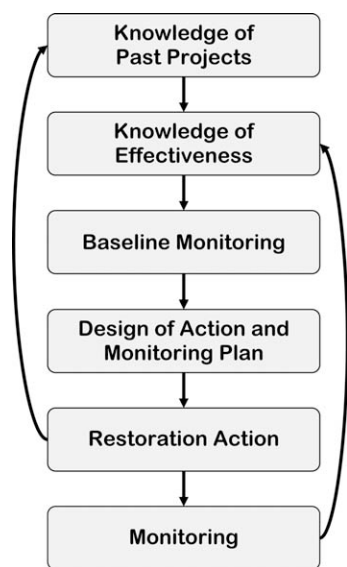 Knowledge of
Past Projects
Knowledge of
Effectiveness
Baseline Monitoring
Design of Action and
Monitoring Plan
Restoration Action
Monitoring